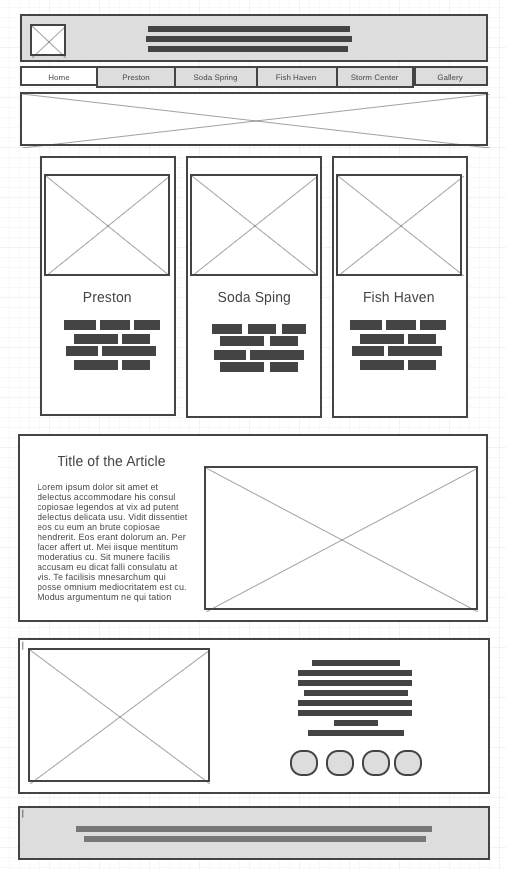 Home Preston Soda Spring Fish Haven Storm Center Gallery
Preston Soda Sping Fish Haven
Title of the Article
Lorem ipsum dolor sit amet et
delectus accommodare his consul
copiosae legendos at vix ad putent
delectus delicata usu. Vidit dissentiet
eos cu eum an brute copiosae
hendrerit. Eos erant dolorum an. Per
facer affert ut. Mei iisque mentitum
moderatius cu. Sit munere facilis
accusam eu dicat falli consulatu at
vis. Te facilisis mnesarchum qui
posse omnium mediocritatem est cu.
Modus argumentum ne qui tation